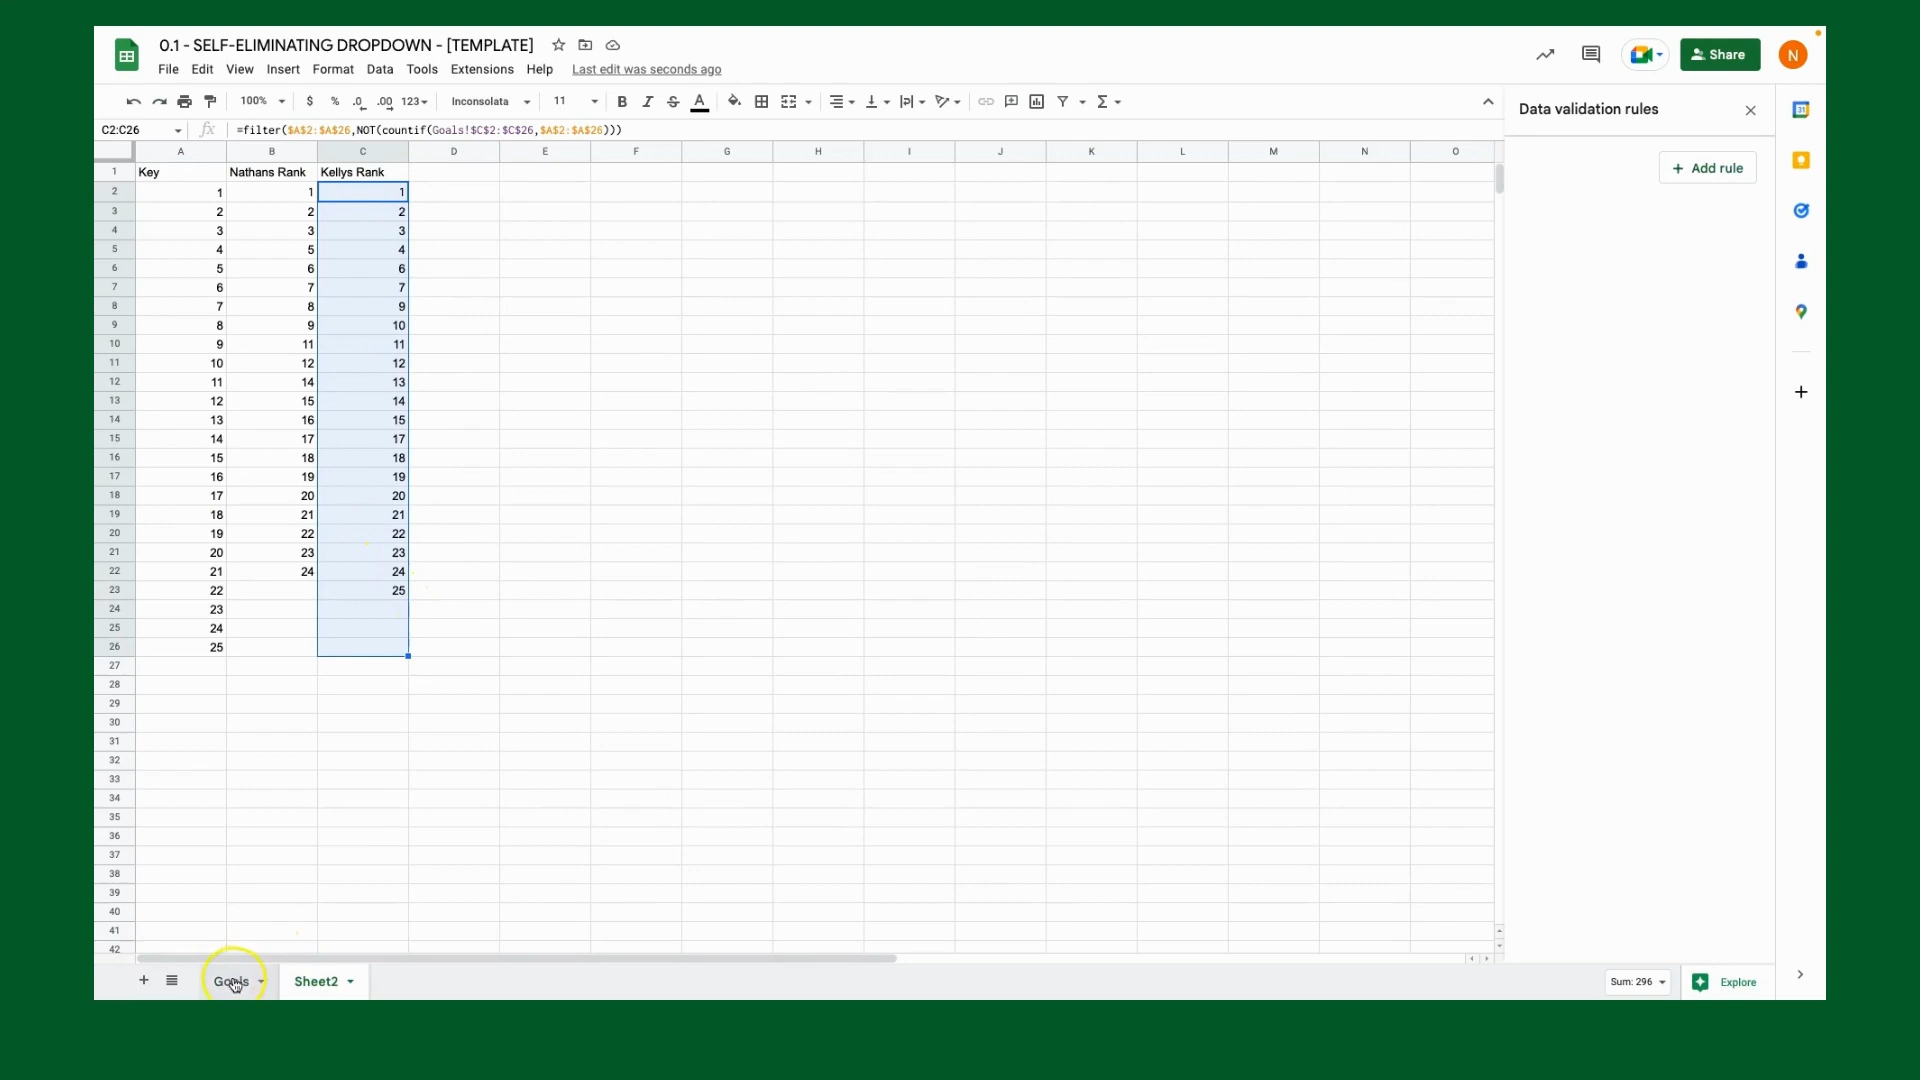 0.1 - SELF-ELIMINATING DROPDOWN - [TEMPLATE]
File Edit View Insert Format Data Tools Extensions Help Last edit was seconds ago
Share
N
100% $ % .0 .00 123 Inconsolata 11 B I S A
C2:C26 fx =filter($A$2:$A$26,NOT(countif(Goals!$C$2:$C$26,$A$2:$A$26)))
Data validation rules
+ Add rule
31
A B C D E F G H I J K L M N O
1 Key Nathans Rank Kellys Rank
2 1 1 1
3 2 2 2
4 3 3 3
5 4 5 4
6 5 6 6
7 6 7 7
8 7 8 9
9 8 9 10
10 9 11 11
11 10 12 12
12 11 14 13
13 12 15 14
14 13 16 15
15 14 17 17
16 15 18 18
17 16 19 19
18 17 20 20
19 18 21 21
20 19 22 22
21 20 23 23
22 21 24 24
23 22 25
24 23
25 24
26 25
27
28
29
30
31
32
33
34
35
36
37
38
39
40
41
42
Goals Sheet2 Sum: 296 Explore